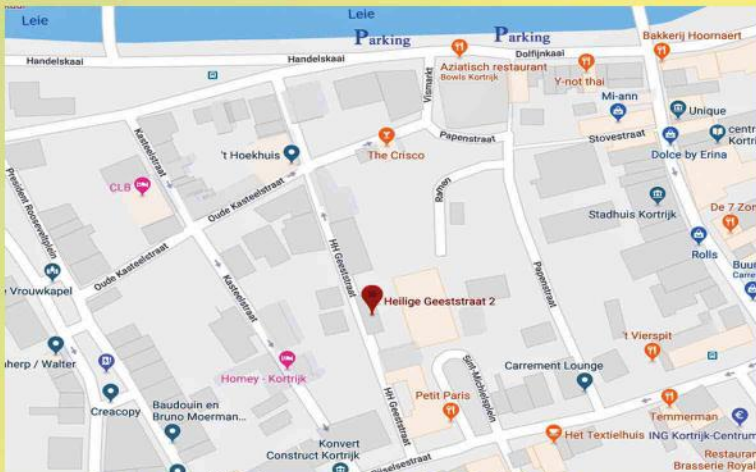 Leie
Leie
Parking
Parking
Handelskaai
Handelskaai
Dolfijnkaai
Bakkerij Hoornaert
Aziatisch restaurant
Bowls Kortrijk
Y-not thai
Vismarkt
Mi-ann
Unique
Kasteelstraat
Papenstraat
Stovestraat
't Hoekhuis
The Crisco
Dolce by Erina
CLB
Oude Kasteelstraat
Ramen
De 7 Zon
President Rooseveltplein
Stadhuis Kortrijk
HH Geeststraat
Rolls
Vrouwkapel
Oude Kasteelstraat
Kasteelstraat
Papenstraat
Heilige Geeststraat 2
't Vierspit
herp / Walter
Homey - Kortrijk
Sint-Michielsplein
Carrement Lounge
Creacopy
HH Geeststraat
Petit Paris
Temmerman
Baudouin en
Bruno Moerman...
Het Textielhuis
ING Kortrijk-Centrum
Konvert
Construct Kortrijk
Restaurant
Brasserie Royal